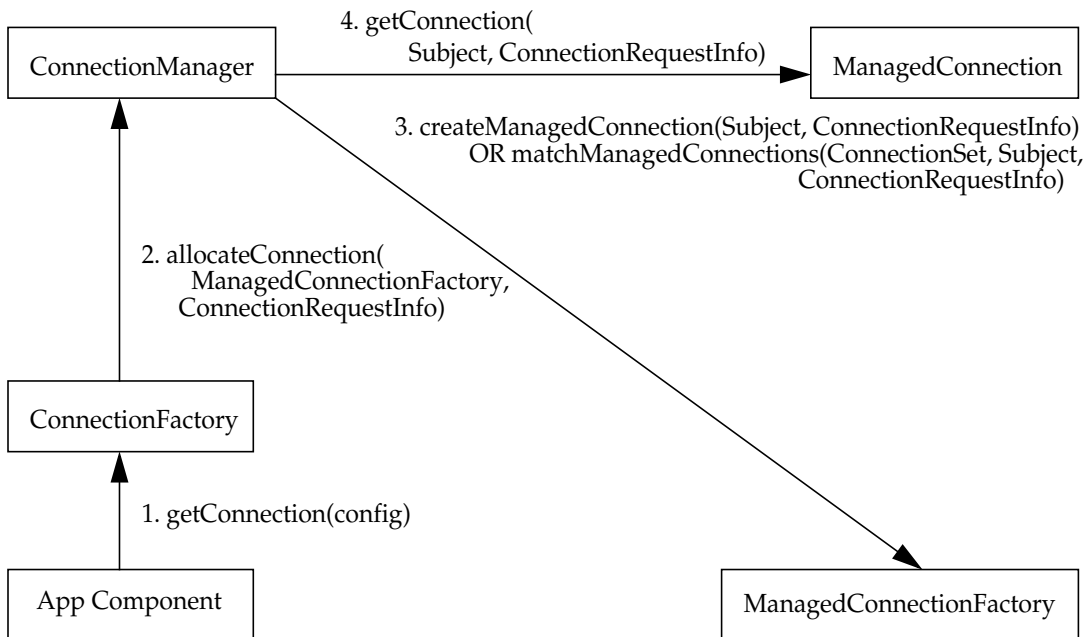 4. getConnection(
Subject, ConnectionRequestInfo)
ConnectionManager
ManagedConnection
3. createManagedConnection(Subject, ConnectionRequestInfo)
OR matchManagedConnections(ConnectionSet, Subject,
ConnectionRequestInfo)
2. allocateConnection(
ManagedConnectionFactory,
ConnectionRequestInfo)
ConnectionFactory
1. getConnection(config)
App Component
ManagedConnectionFactory